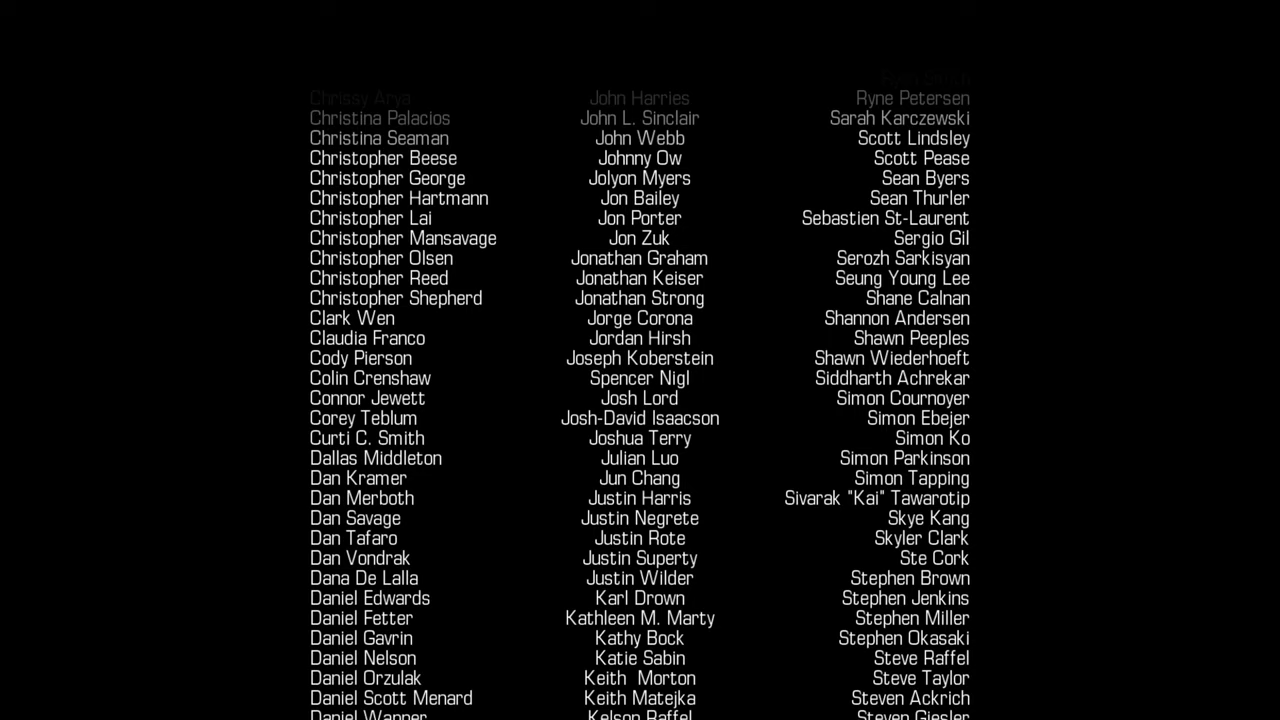 Chrissy Arya John Harries Ryne Petersen
Christina Palacios John L. Sinclair Sarah Karczewski
Christina Seaman John Webb Scott Lindsley
Christopher Beese Johnny Ow Scott Pease
Christopher George Jolyon Myers Sean Byers
Christopher Hartmann Jon Bailey Sean Thurler
Christopher Lai Jon Porter Sebastien St-Laurent
Christopher Mansavage Jon Zuk Sergio Gil
Christopher Olsen Jonathan Graham Serozh Sarkisyan
Christopher Reed Jonathan Keiser Seung Young Lee
Christopher Shepherd Jonathan Strong Shane Calnan
Clark Wen Jorge Corona Shannon Andersen
Claudia Franco Jordan Hirsh Shawn Peeples
Cody Pierson Joseph Koberstein Shawn Wiederhoeft
Colin Crenshaw Spencer Nigl Siddharth Achrekar
Connor Jewett Josh Lord Simon Cournoyer
Corey Teblum Josh-David Isaacson Simon Ebejer
Curti C. Smith Joshua Terry Simon Ko
Dallas Middleton Julian Luo Simon Parkinson
Dan Kramer Jun Chang Simon Tapping
Dan Merboth Justin Harris Sivarak "Kai" Tawarotip
Dan Savage Justin Negrete Skye Kang
Dan Tafaro Justin Rote Skyler Clark
Dan Vondrak Justin Superty Ste Cork
Dana De Lalla Justin Wilder Stephen Brown
Daniel Edwards Karl Drown Stephen Jenkins
Daniel Fetter Kathleen M. Marty Stephen Miller
Daniel Gavrin Kathy Bock Stephen Okasaki
Daniel Nelson Katie Sabin Steve Raffel
Daniel Orzulak Keith Morton Steve Taylor
Daniel Scott Menard Keith Matejka Steven Ackrich
Daniel Wapner Kelson Raffel Steven Giesler